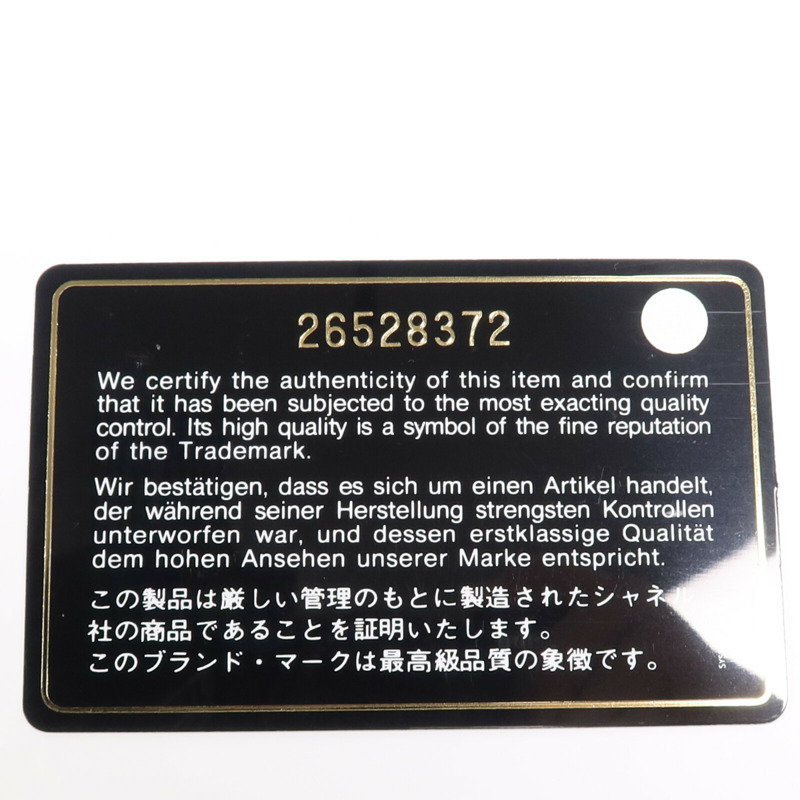 26528372
We certify the authenticity of this item and confirm
that it has been subjected to the most exacting quality
control. Its high quality is a symbol of the fine reputation
of the Trademark.
Wir bestätigen, dass es sich um einen Artikel handelt,
der während seiner Herstellung strengsten Kontrollen
unterworfen war, und dessen erstklassige Qualität
dem hohen Ansehen unserer Marke entspricht.
この製品は厳しい管理のもとに製造されたシャネル
社の商品であることを証明いたします。
このブランド・マークは最高級品質の象徴です。